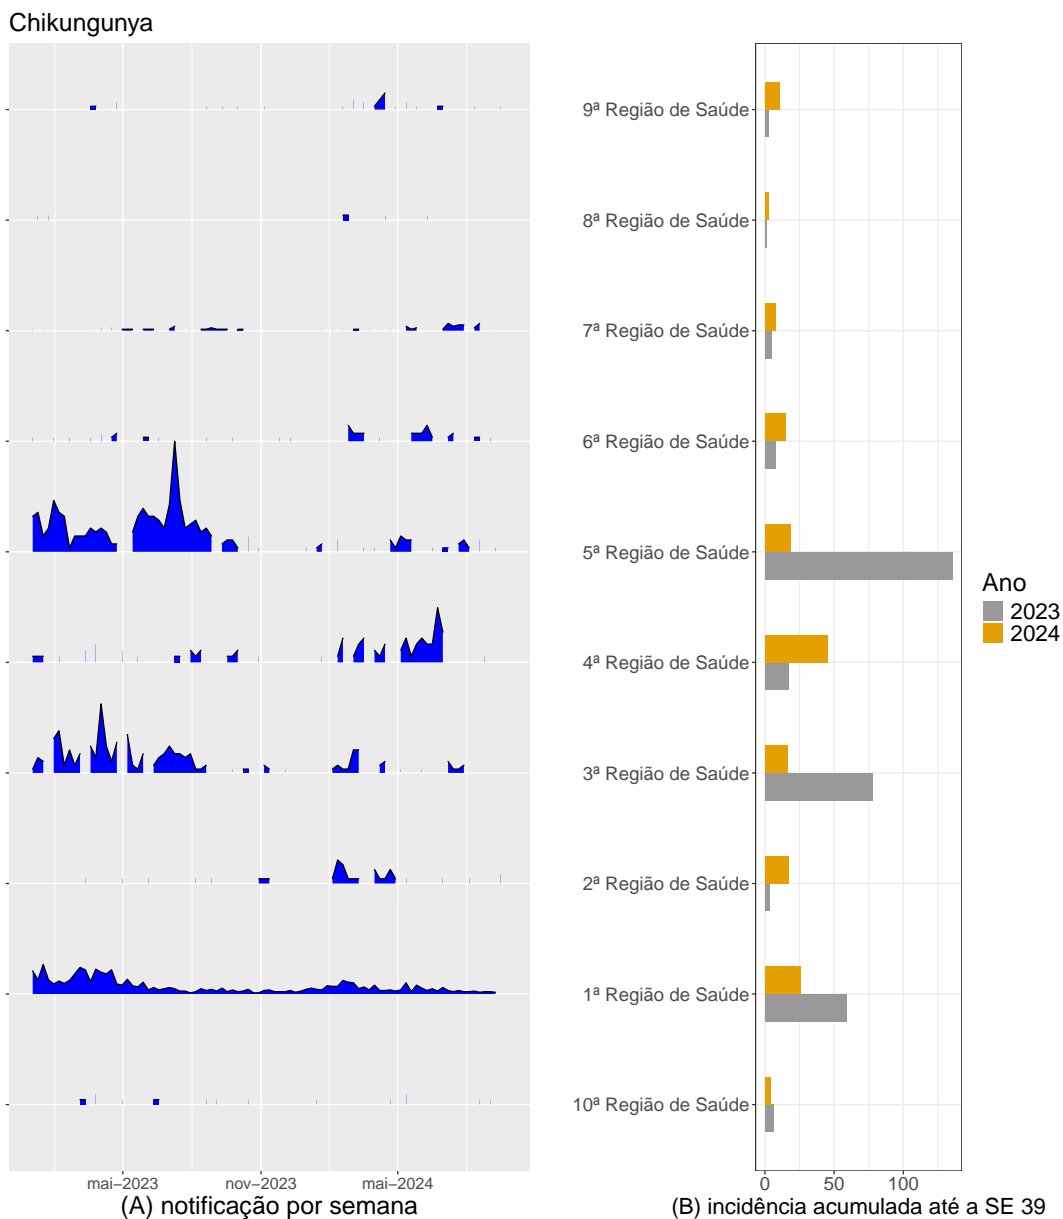 Chikungunya
9ª Região de Saúde
8ª Região de Saúde
7ª Região de Saúde
6ª Região de Saúde
5ª Região de Saúde
4ª Região de Saúde
3ª Região de Saúde
2ª Região de Saúde
1ª Região de Saúde
10ª Região de Saúde
Ano
2023
2024
mai−2023 nov−2023 mai−2024
0 50 100
(A) notificação por semana
(B) incidência acumulada até a SE 39